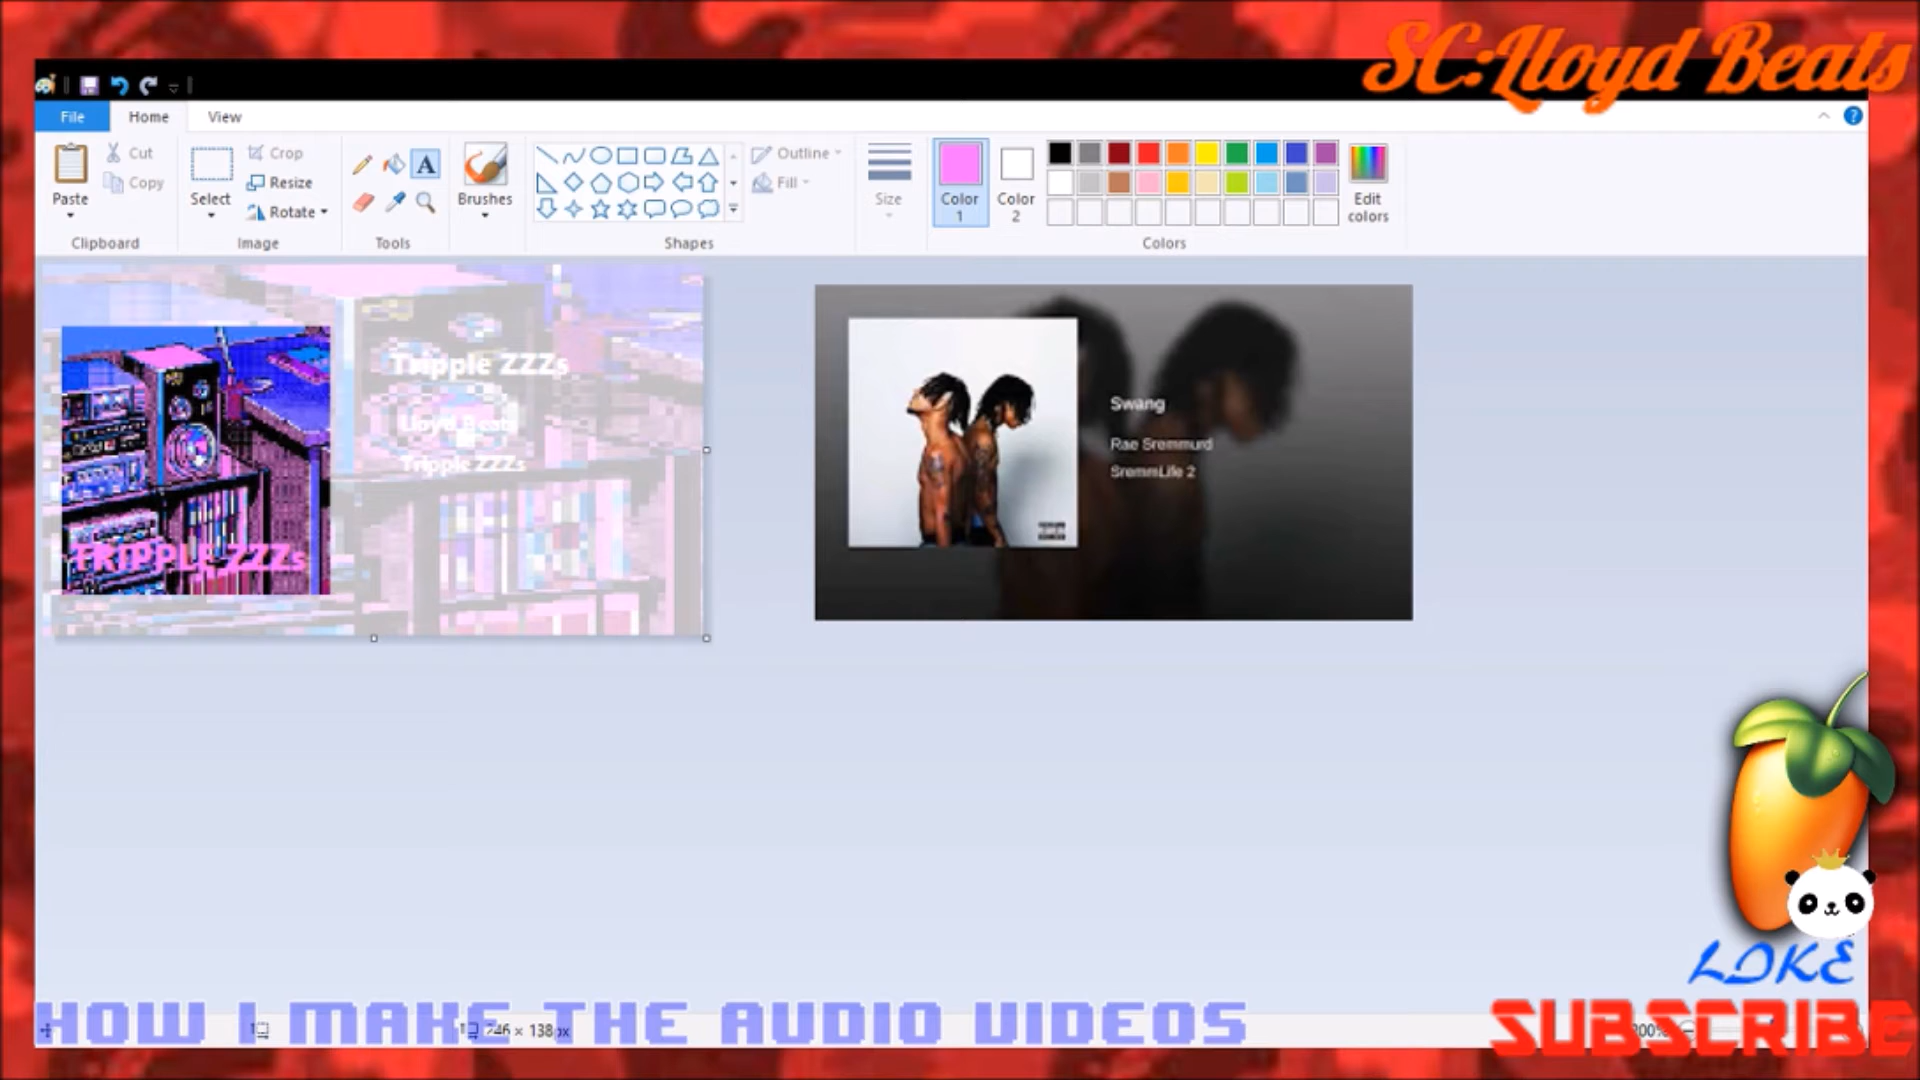 SC:Lloyd Beats
File Home View
Paste
Cut
Copy
Clipboard
Select
Crop
Resize
Rotate
Image
A
Tools
Brushes
Outline
Fill
Shapes
Size
Color
1
Color
2
Edit
colors
Colors
Tripple ZZZs
Lloyd Beats
Tripple ZZZs
TRIPPLE ZZZs
Swang
Rae Sremmurd
SremmLife 2
LIKE
HOW I MAKE THE AUDIO VIDEOS
SUBSCRIBE
246 × 138px